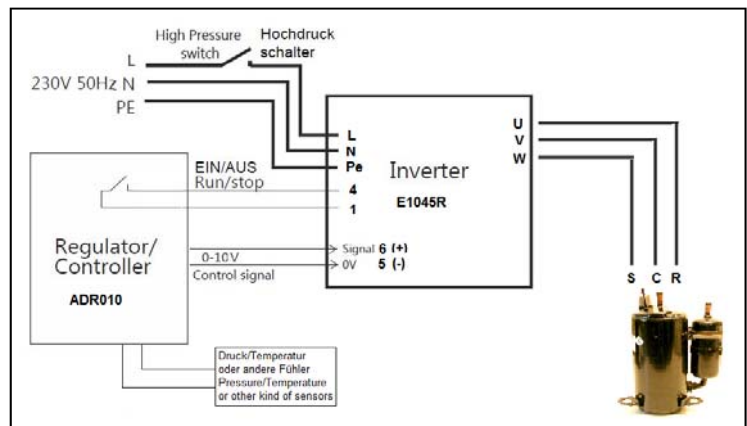 High Pressure switch
Hochdruck schalter
L
230V 50Hz N
PE
L
N
Pe
4
1
Signal 6 (+)
0V 5 (-)
Inverter
E1045R
U
V
W
EIN/AUS
Run/stop
Regulator/
Controller
ADR010
0-10V
Control signal
S C R
Druck/Temperatur
oder andere Fühler
Pressure/Temperature
or other kind of sensors